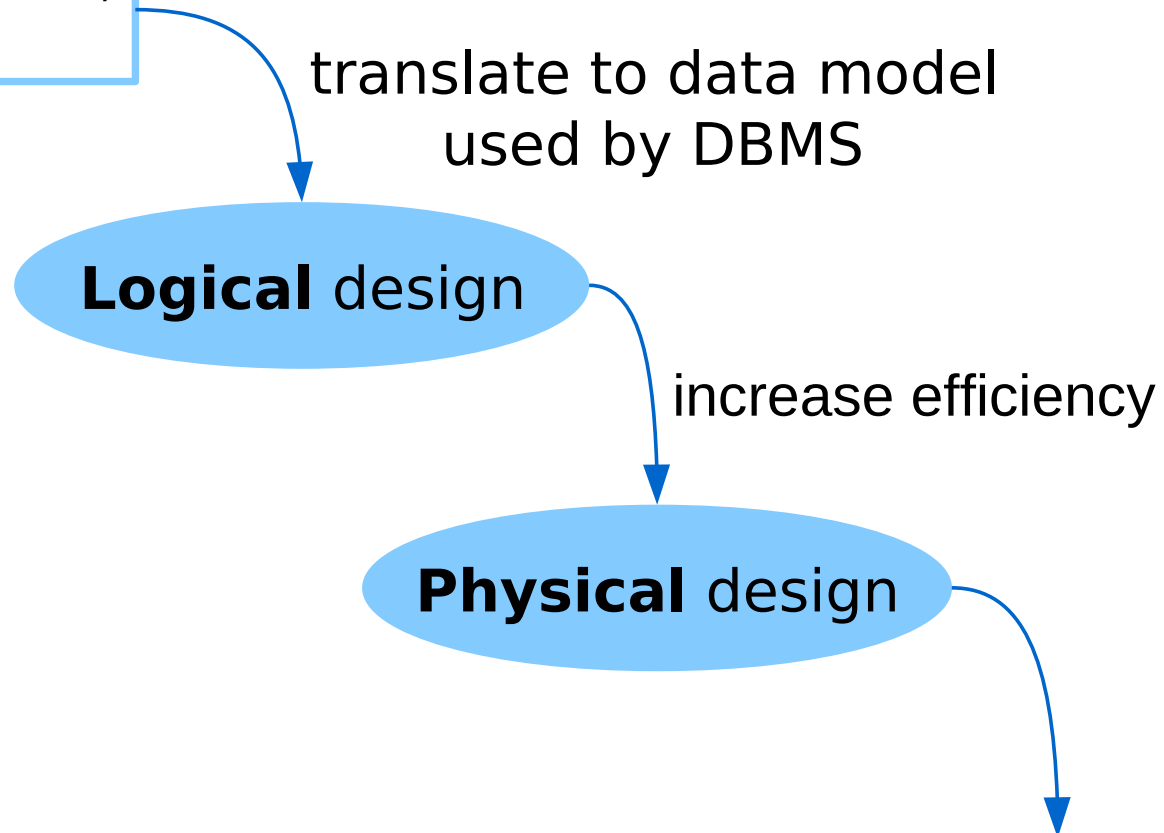 translate to data model
used by DBMS
Logical design
increase efficiency
Physical design